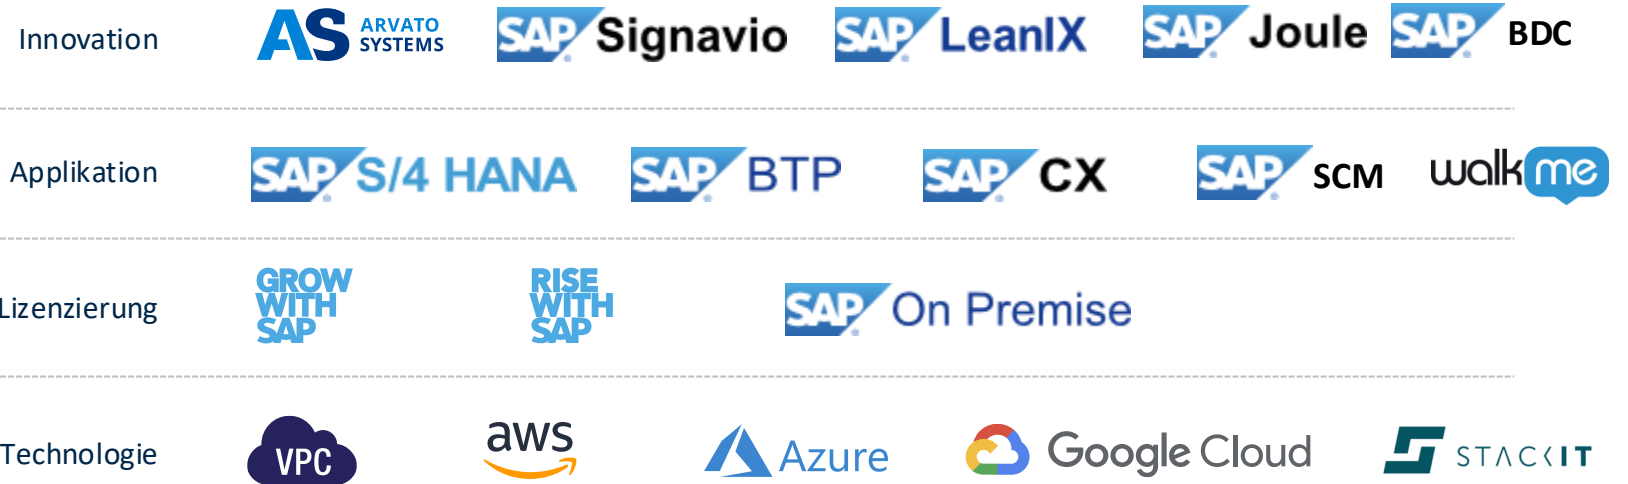 Innovation
AS ARVATO
SYSTEMS
SAP Signavio
SAP LeanIX
SAP Joule
SAP BDC
Applikation
SAP S/4 HANA
SAP BTP
SAP CX
SAP SCM
walkme
Lizenzierung
GROW
WITH
SAP
RISE
WITH
SAP
SAP On Premise
Technologie
VPC
aws
Azure
Google Cloud
STACKIT